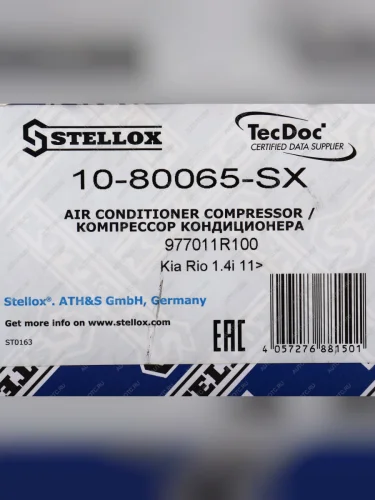 STELLOX
TecDoc
CERTIFIED DATA SUPPLIER
10-80065-SX
AIR CONDITIONER COMPRESSOR /
КОМПРЕССОР КОНДИЦИОНЕРА
977011R100
Kia Rio 1.4i 11>
Stellox®. ATH&S GmbH, Germany
Get more info on www.stellox.com
ST0163
EAC
4 057276 881501